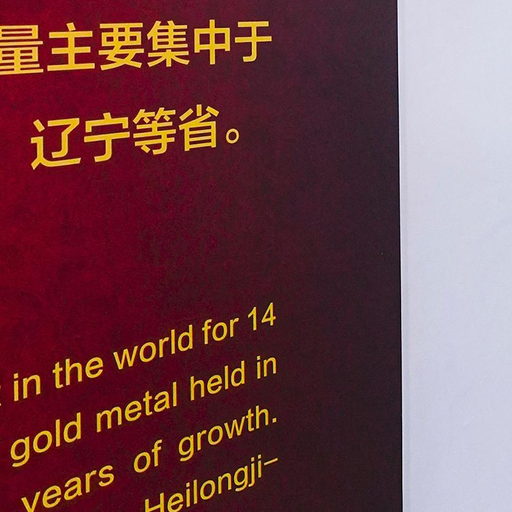 量主要集中于
辽宁等省。
in the world for 14
gold metal held in
years of growth.
Heilongji-